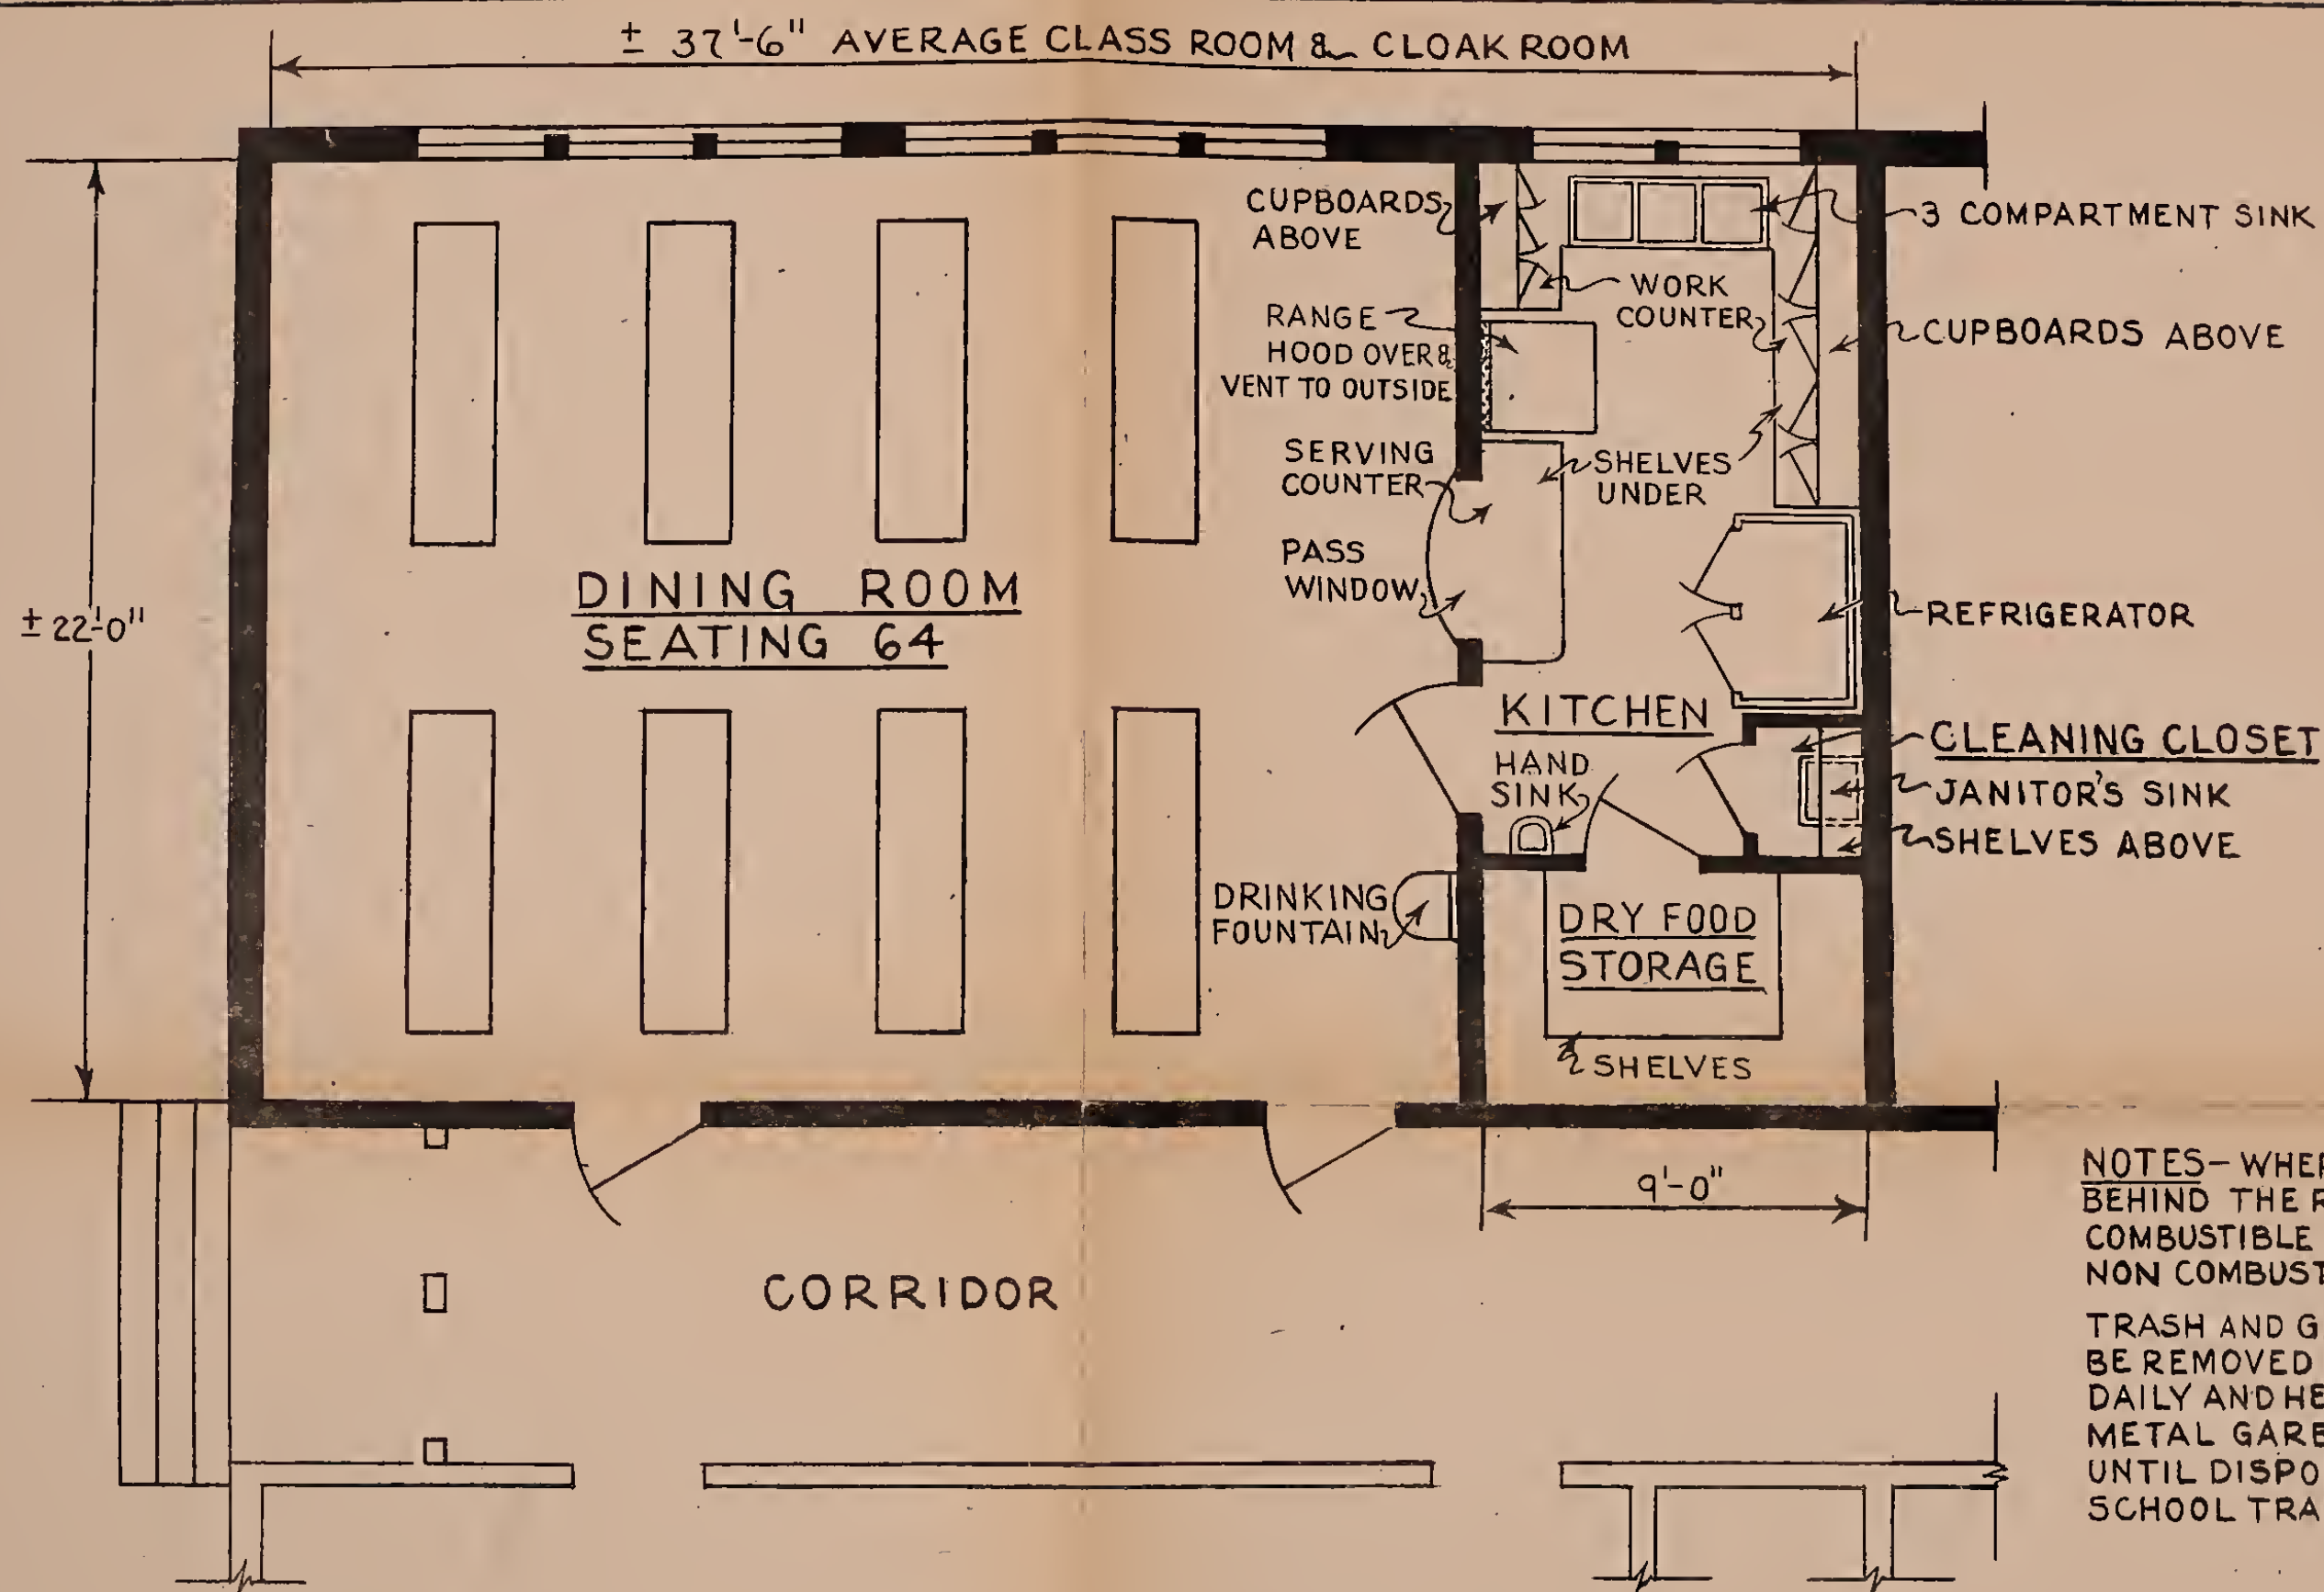 ± 37'-6" AVERAGE CLASS ROOM & CLOAK ROOM
± 22'-0"
CUPBOARDS
ABOVE
3 COMPARTMENT SINK
WORK
COUNTER
RANGE
HOOD OVER &
VENT TO OUTSIDE
CUPBOARDS ABOVE
SERVING
COUNTER
SHELVES
UNDER
PASS
WINDOW
DINING ROOM
SEATING 64
REFRIGERATOR
KITCHEN
CLEANING CLOSET
HAND
SINK
JANITOR'S SINK
SHELVES ABOVE
DRINKING
FOUNTAIN
DRY FOOD
STORAGE
SHELVES
9'-0"
CORRIDOR
NOTES-
BEHIND THE
COMBUSTIBLE
NON
TRASH AND
BE REMOVED
DAILY AND
METAL
UNTIL
SCHOOL